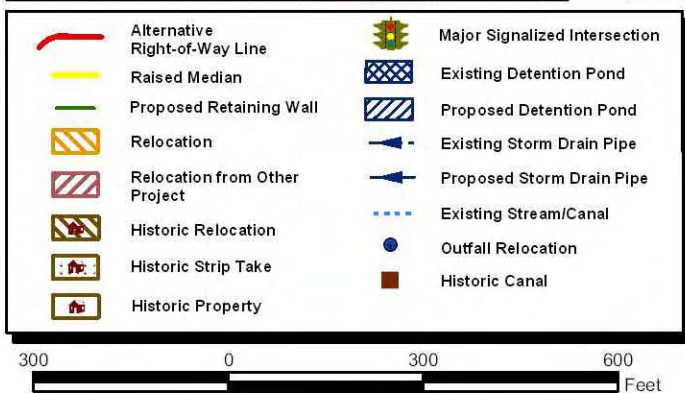 Alternative
Right-of-Way Line
Raised Median
Proposed Retaining Wall
Relocation
Relocation from Other
Project
Historic Relocation
Historic Strip Take
Historic Property
Major Signalized Intersection
Existing Detention Pond
Proposed Detention Pond
Existing Storm Drain Pipe
Proposed Storm Drain Pipe
Existing Stream/Canal
Outfall Relocation
Historic Canal
300 0 300 600
Feet